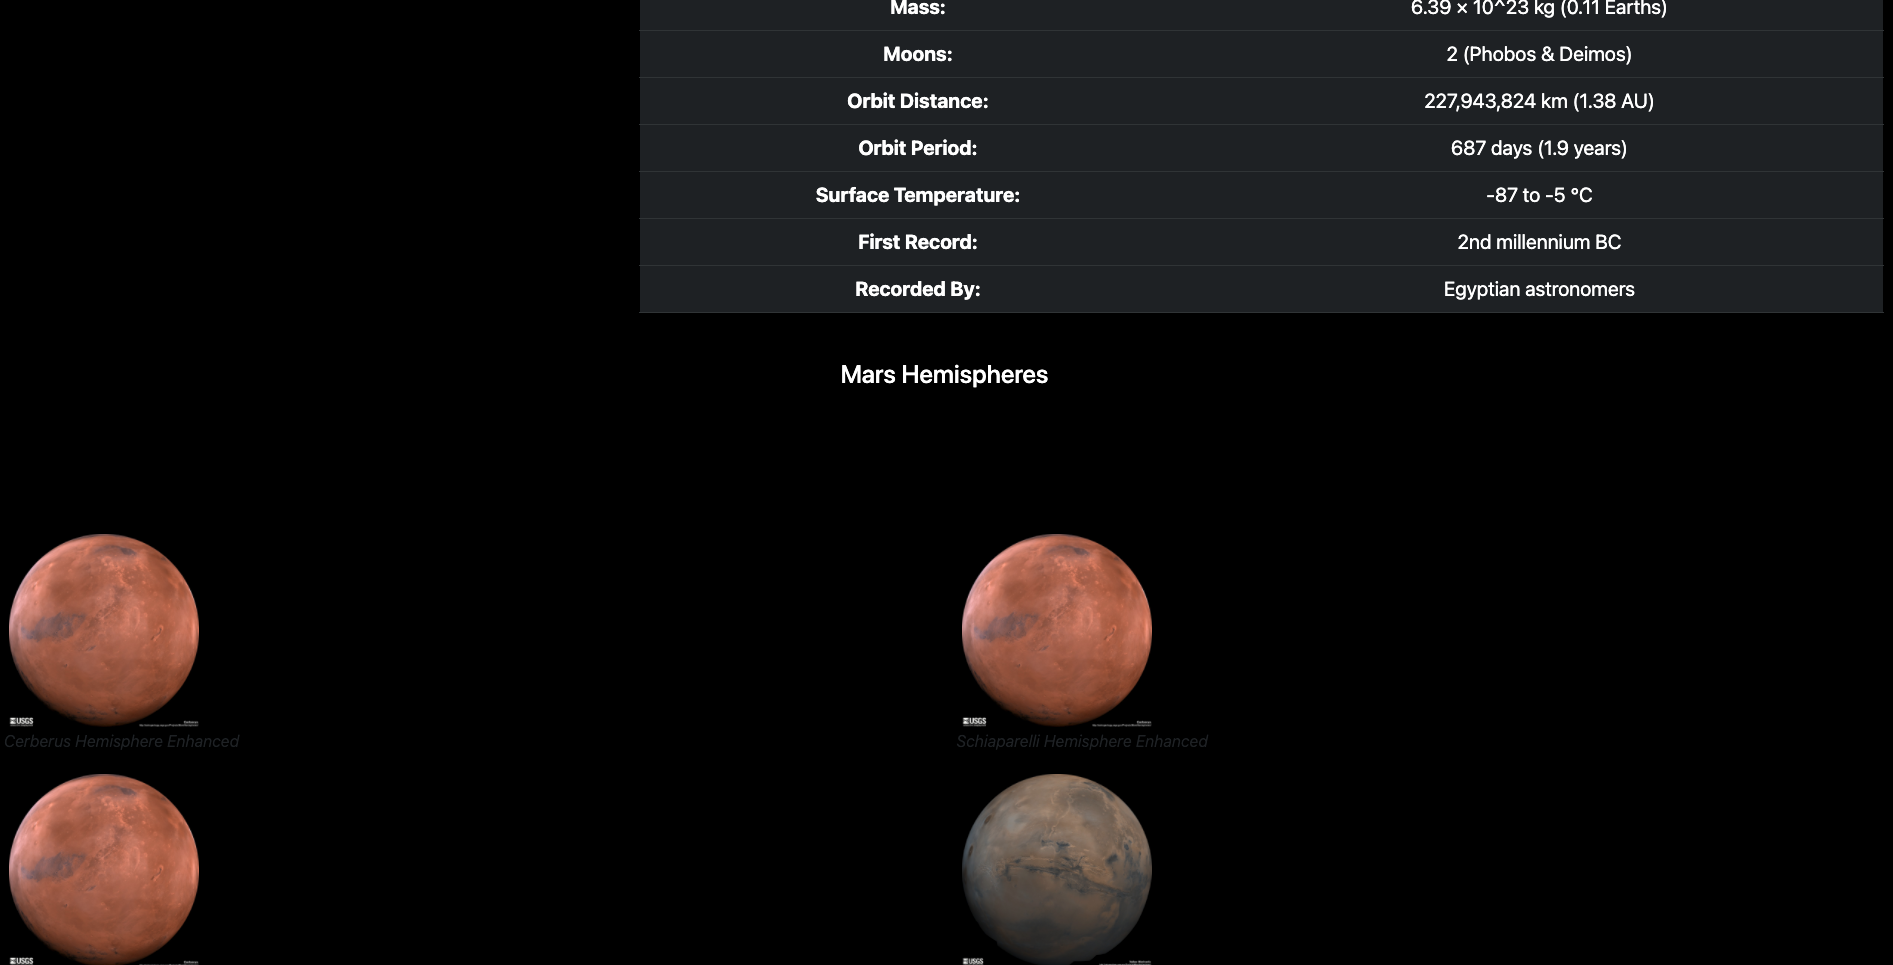 Mass: 6.39 × 10^23 kg (0.11 Earths)
Moons: 2 (Phobos & Deimos)
Orbit Distance: 227,943,824 km (1.38 AU)
Orbit Period: 687 days (1.9 years)
Surface Temperature: -87 to -5 °C
First Record: 2nd millennium BC
Recorded By: Egyptian astronomers
Mars Hemispheres
USGS
USGS
Cerberus Hemisphere Enhanced
Schiaparelli Hemisphere Enhanced
USGS
USGS